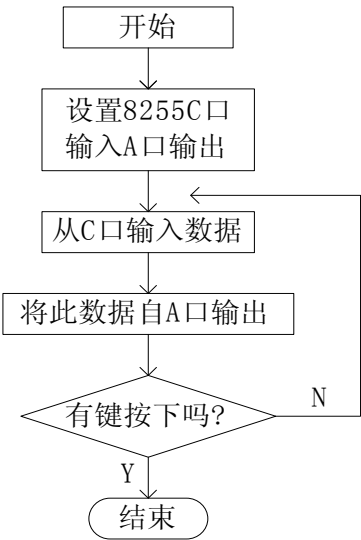 开始
设置8255C口
输入A口输出
从C口输入数据
将此数据自A口输出
有键按下吗?
N
Y
结束